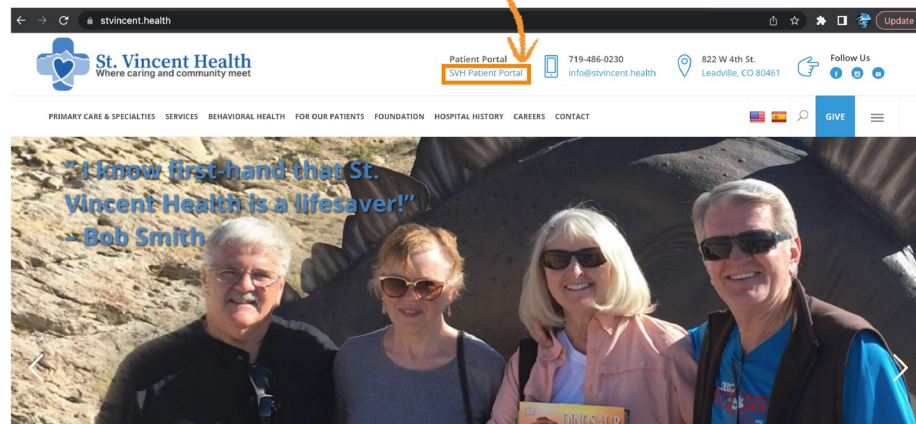 stvincent.health
Update
St. Vincent Health
Where caring and community meet
Patient Portal
SVH Patient Portal
719-486-0230
info@stvincent.health
822 W 4th St.
Leadville, CO 80461
Follow Us
PRIMARY CARE & SPECIALTIES SERVICES BEHAVIORAL HEALTH FOR OUR PATIENTS FOUNDATION HOSPITAL HISTORY CAREERS CONTACT
GIVE
“ I know first-hand that St.
Vincent Health is a lifesaver!”
– Bob Smith
DINOSAUR